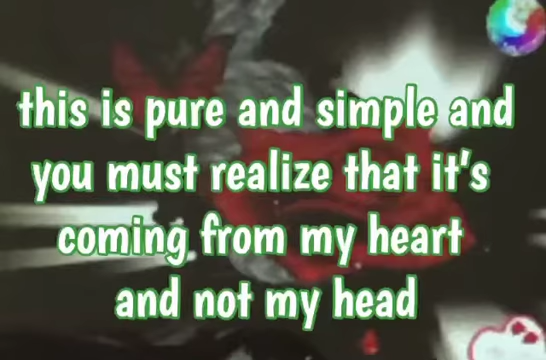 this is pure and simple and
you must realize that it's
coming from my heart
and not my head